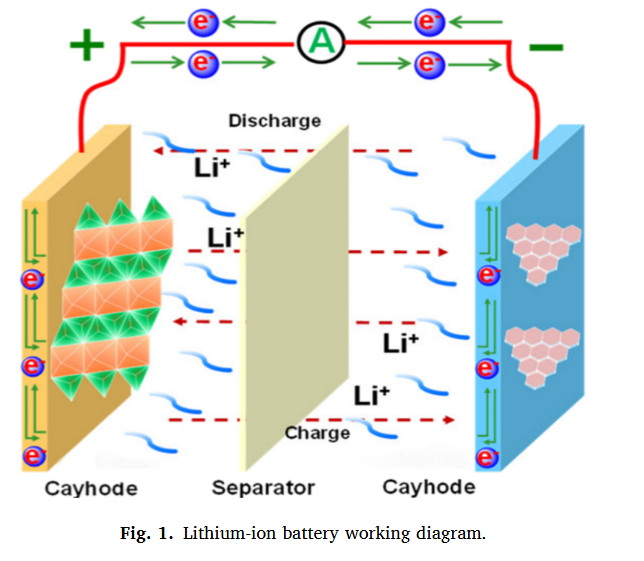 e⁻ e⁻
+ A −
e⁻ e⁻
Discharge
Li⁺
Li⁺
e⁻ e⁻
Li⁺
e⁻ e⁻
Li⁺
Charge
e⁻ e⁻
Cayhode Separator Cayhode
Fig. 1. Lithium-ion battery working diagram.